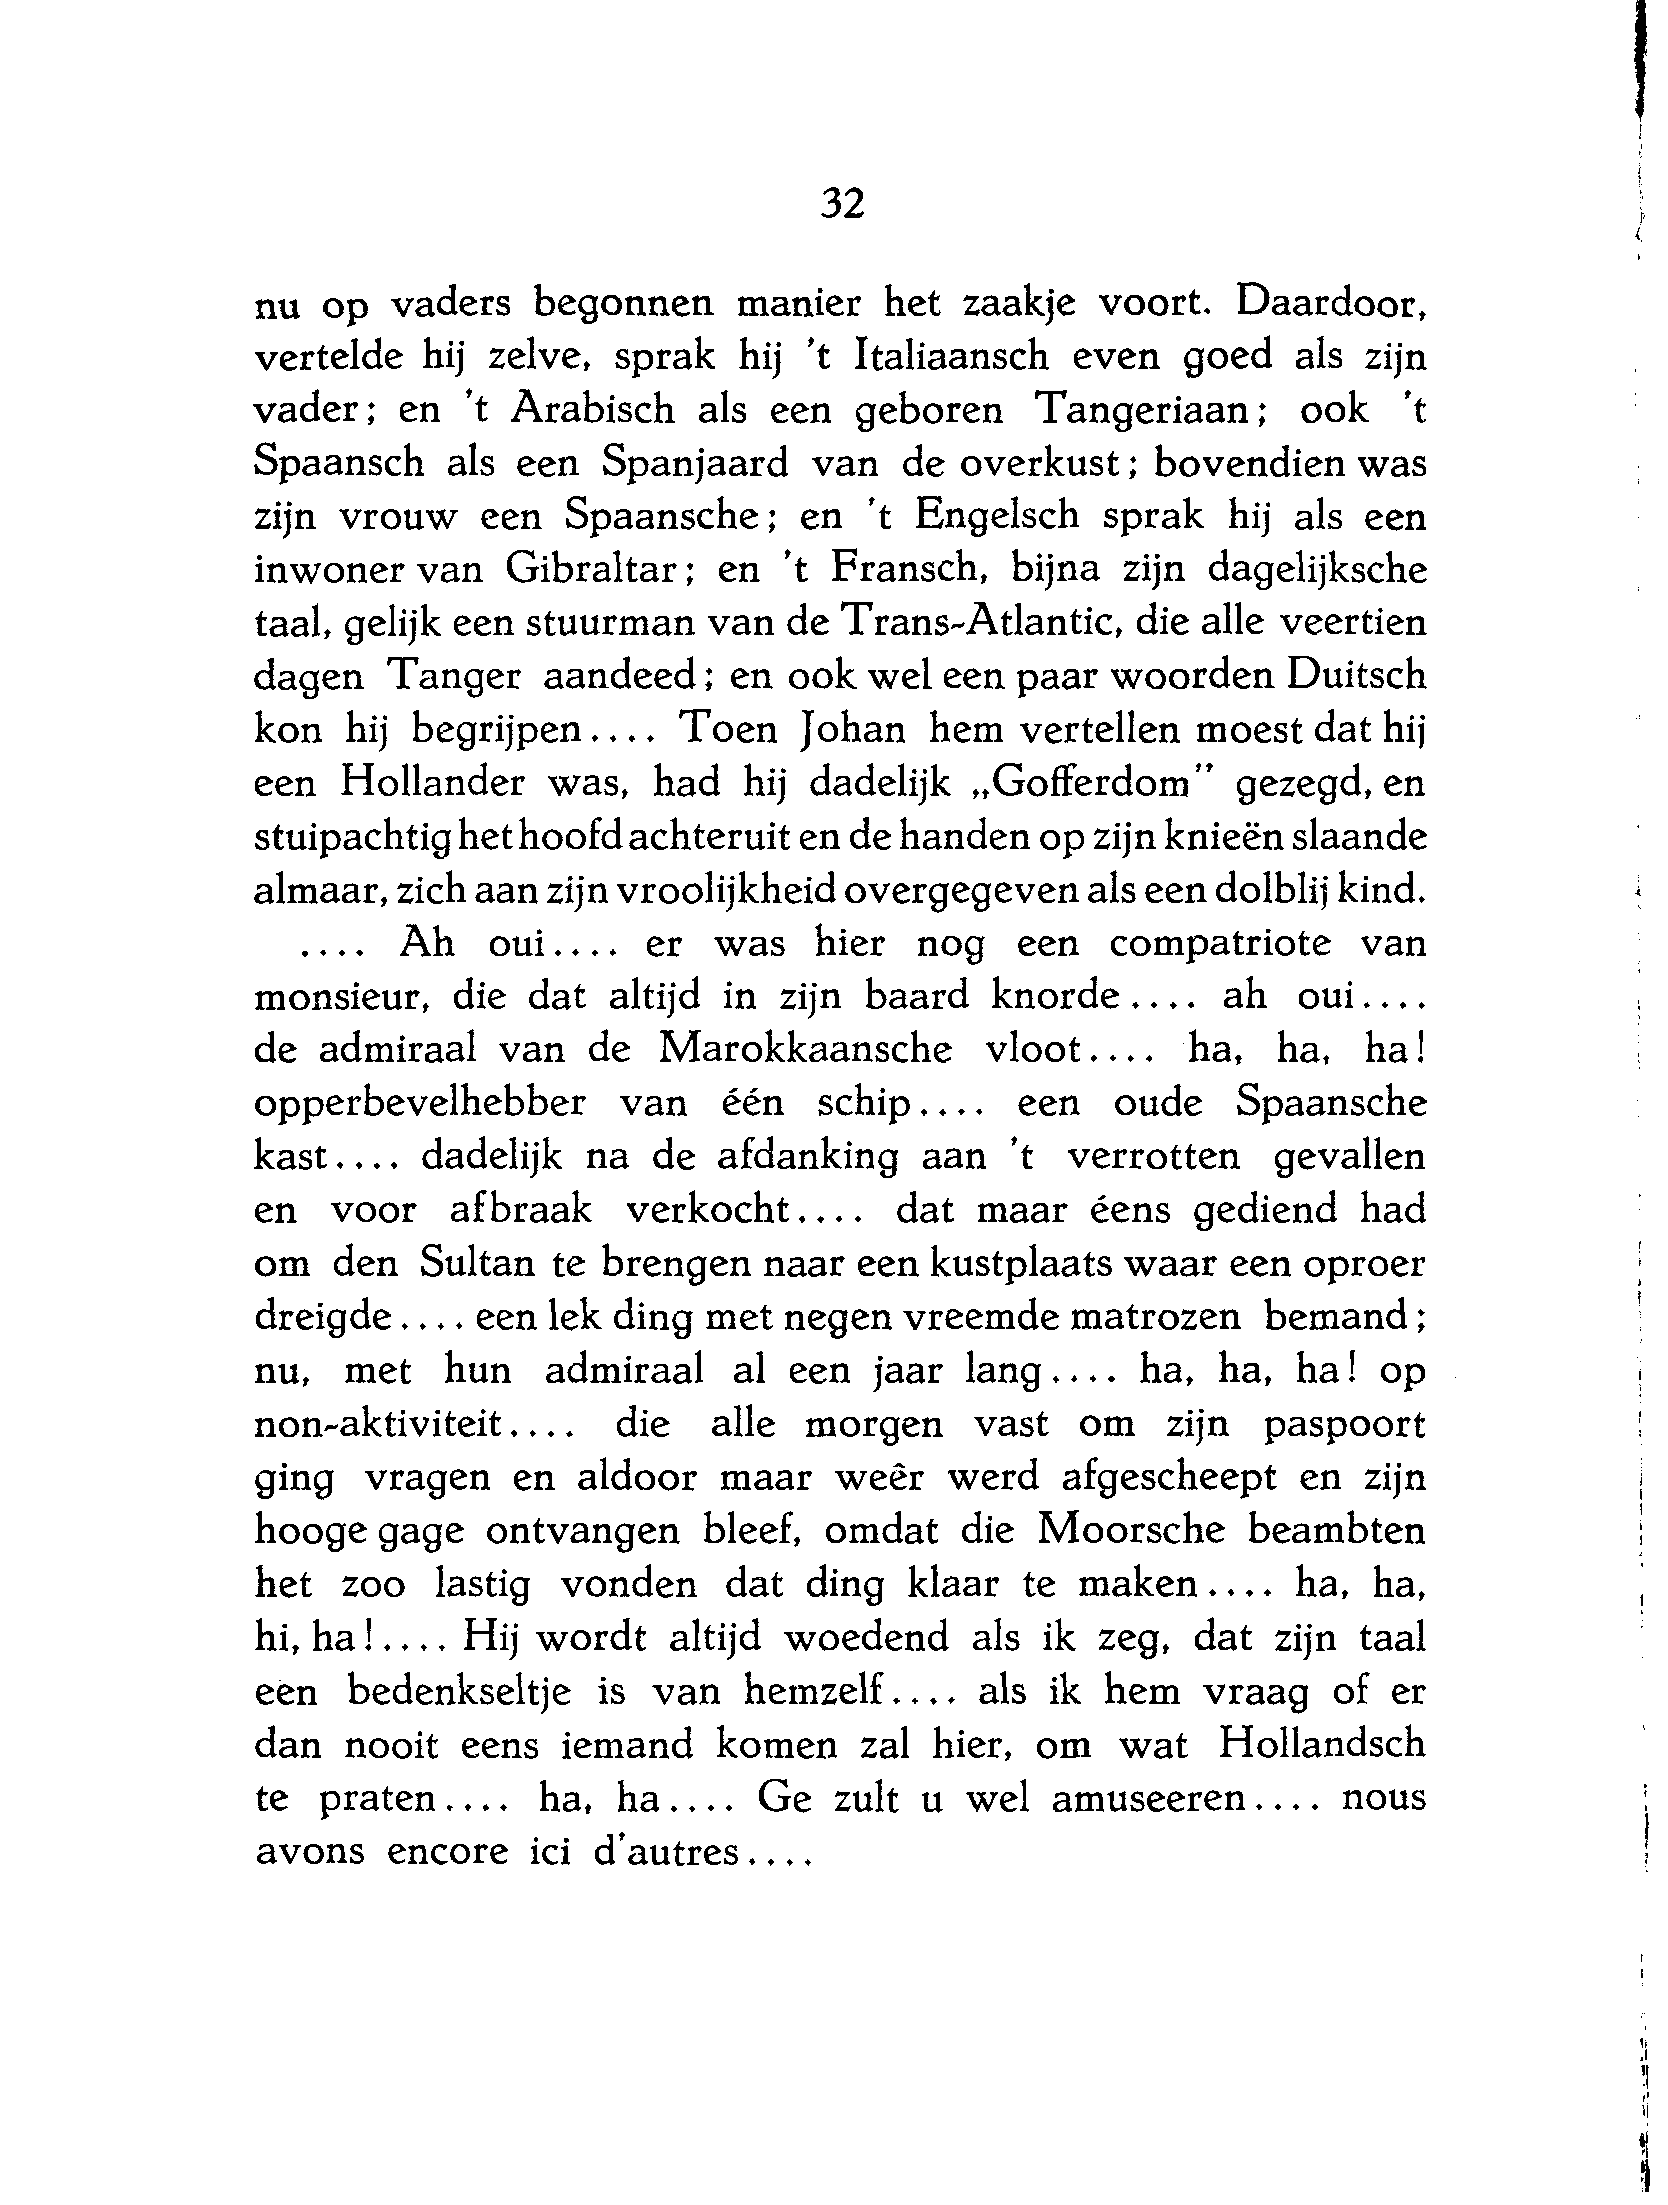 32
nu op vaders begonnen manier het zaakje voort. Daardoor,
vertelde hij zelve, sprak hij 't Italiaansch even goed als zijn
vader; en 't Arabisch als een geboren Tangeriaan; ook 't
Spaansch als een Spanjaard van de overkust; bovendien was
zijn vrouw een Spaansche; en 't Engelsch sprak hij als een
inwoner van Gibraltar; en 't Fransch, bijna zijn dagelijksche
taal, gelijk een stuurman van de Trans-Atlantic, die alle veertien
dagen Tanger aandeed; en ook wel een paar woorden Duitsch
kon hij begrijpen.... Toen Johan hem vertellen moest dat hij
een Hollander was, had hij dadelijk „Gofferdom” gezegd, en
stuipachtig het hoofd achteruit en de handen op zijn knieën slaande
almaar, zich aan zijn vroolijkheid overgegeven als een dolblij kind.
.... Ah oui.... er was hier nog een compatriote van
monsieur, die dat altijd in zijn baard knorde.... ah oui....
de admiraal van de Marokkaansche vloot.... ha, ha, ha!
opperbevelhebber van één schip.... een oude Spaansche
kast.... dadelijk na de afdanking aan 't verrotten gevallen
en voor afbraak verkocht.... dat maar éens gediend had
om den Sultan te brengen naar een kustplaats waar een oproer
dreigde.... een lek ding met negen vreemde matrozen bemand;
nu, met hun admiraal al een jaar lang.... ha, ha, ha! op
non-aktiviteit.... die alle morgen vast om zijn paspoort
ging vragen en aldoor maar weêr werd afgescheept en zijn
hooge gage ontvangen bleef, omdat die Moorsche beambten
het zoo lastig vonden dat ding klaar te maken.... ha, ha,
hi, ha!.... Hij wordt altijd woedend als ik zeg, dat zijn taal
een bedenkseltje is van hemzelf.... als ik hem vraag of er
dan nooit eens iemand komen zal hier, om wat Hollandsch
te praten.... ha, ha.... Ge zult u wel amuseeren.... nous
avons encore ici d'autres....